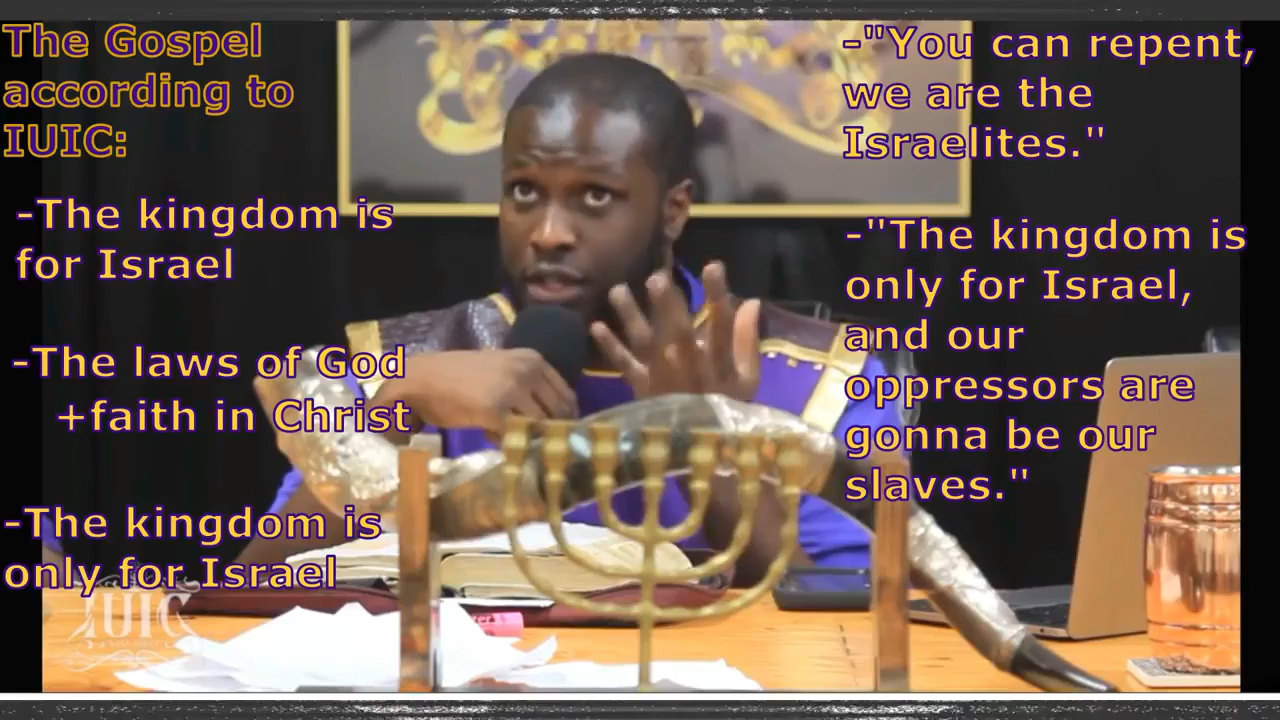 The Gospel
according to
IUIC:
-The kingdom is
for Israel
-The laws of God
+faith in Christ
-The kingdom is
only for Israel
-"You can repent,
we are the
Israelites."
-"The kingdom is
only for Israel,
and our
oppressors are
gonna be our
slaves."
IUIC